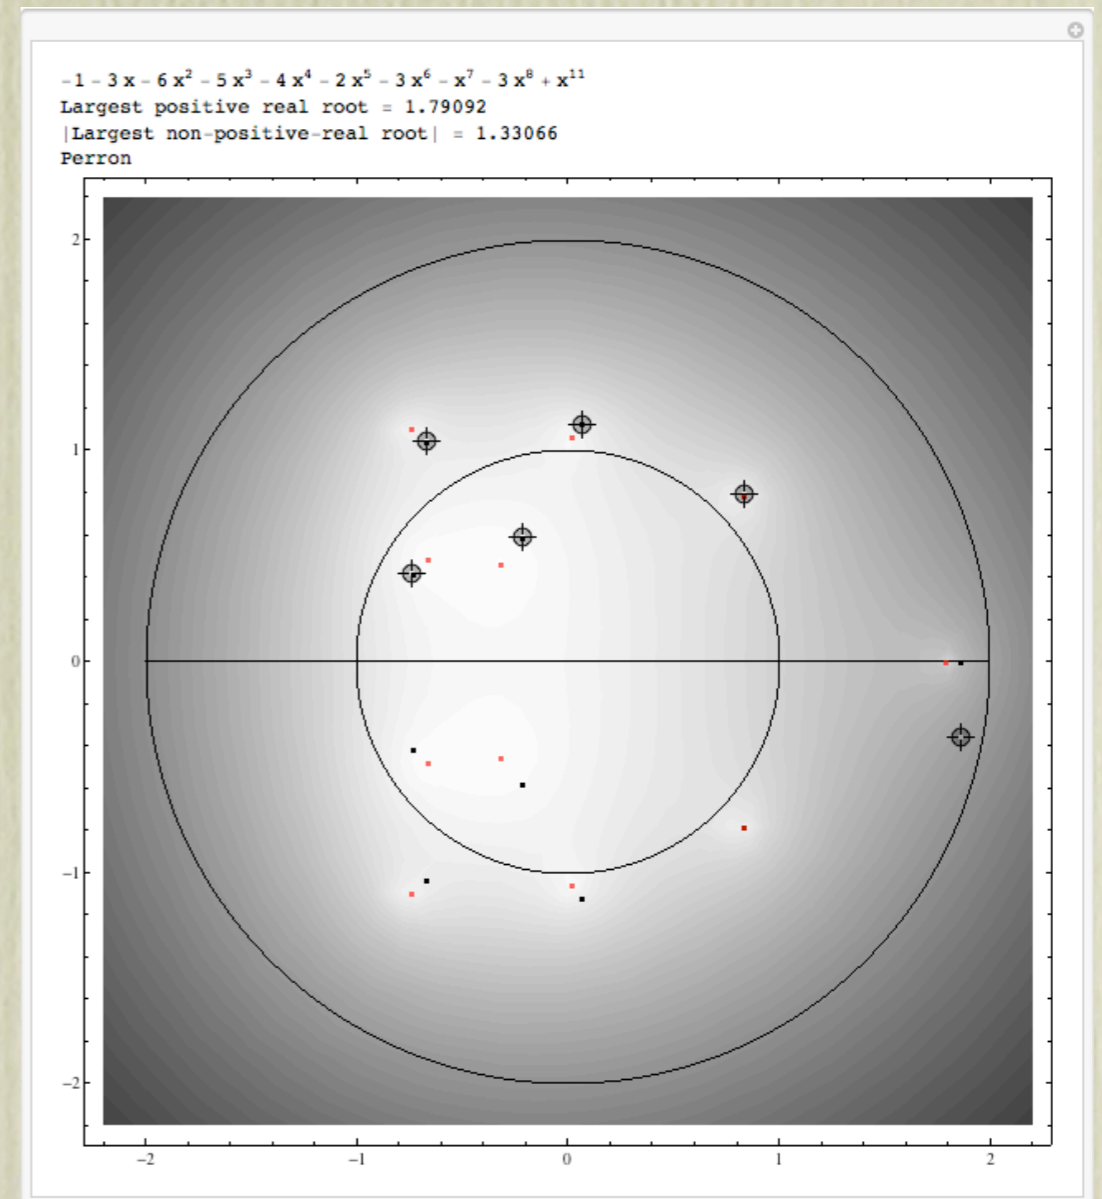 -1 - 3 x - 6 x² - 5 x³ - 4 x⁴ - 2 x⁵ - 3 x⁶ - x⁷ - 3 x⁸ + x¹¹
Largest positive real root = 1.79092
|Largest non-positive-real root| = 1.33066
Perron
2
1
0
-1
-2
-2 -1 0 1 2